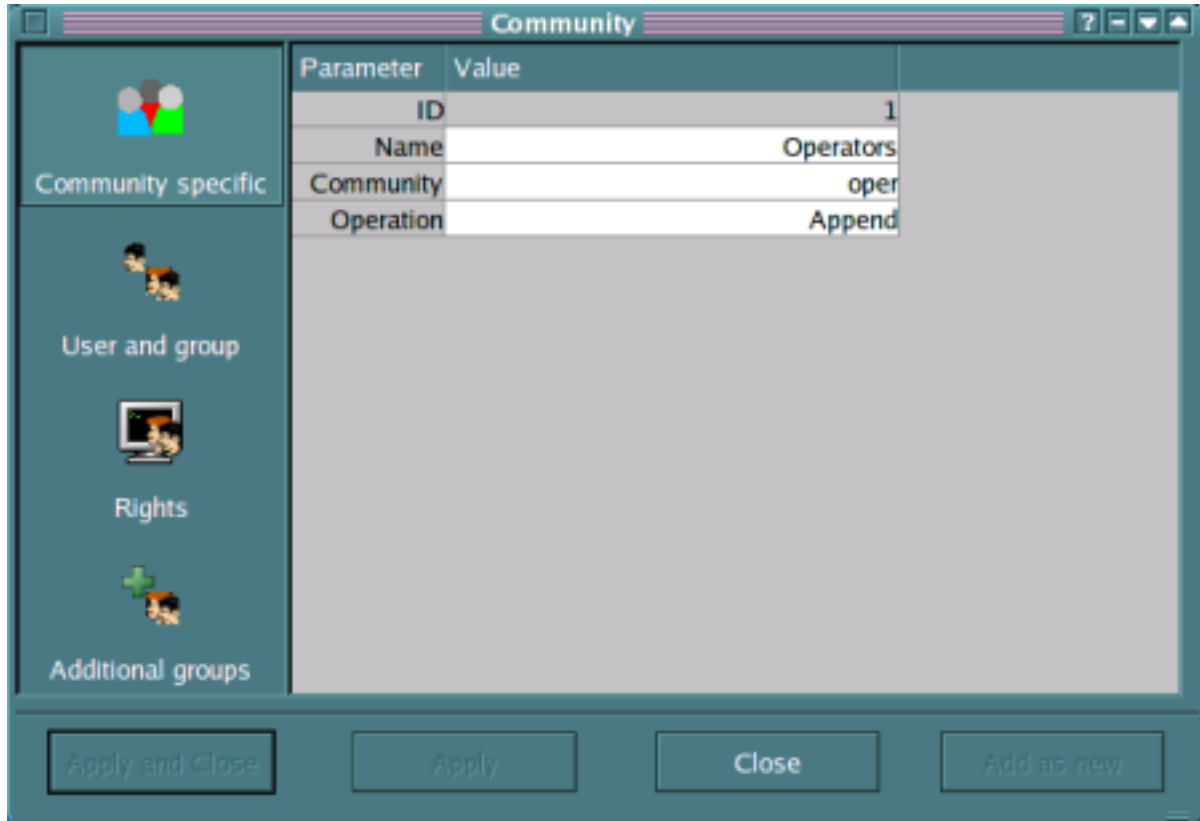 Community
Parameter Value
ID 1
Name Operators
Community oper
Operation Append
Community specific
User and group
Rights
Additional groups
Apply and Close Apply Close Add as new